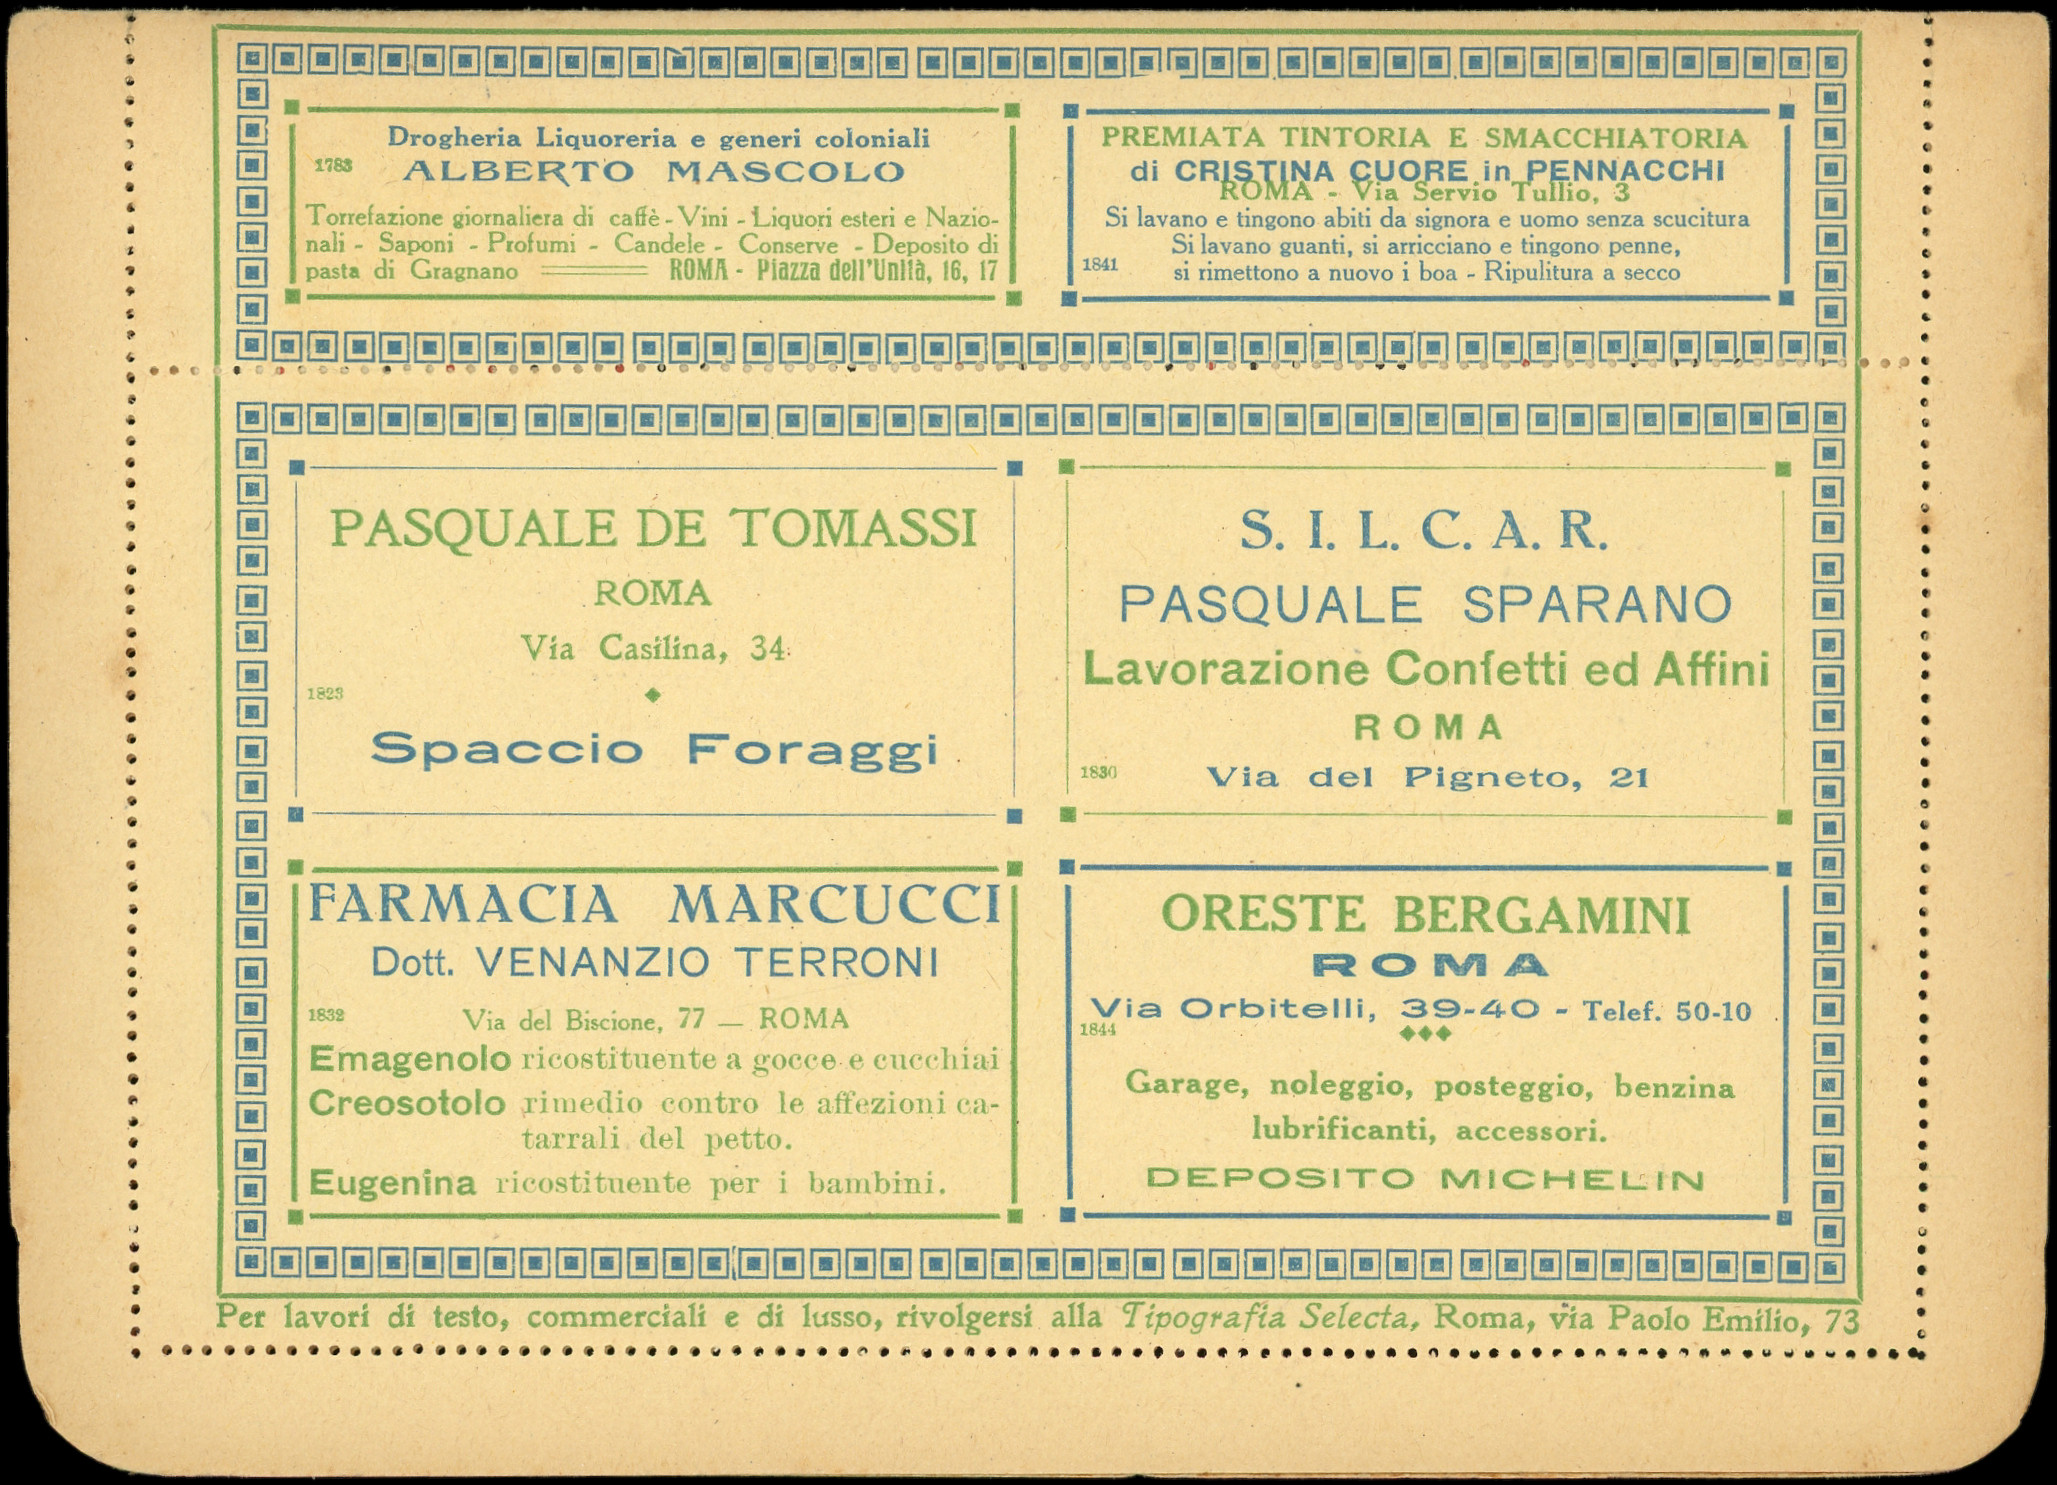 Drogheria Liquoreria e generi coloniali
1783
ALBERTO MASCOLO
Torrefazione giornaliera di caffè - Vini - Liquori esteri e Nazio-
nali - Saponi - Profumi - Candele - Conserve - Deposito di
pasta di Gragnano ROMA - Piazza dell'Unità, 16, 17
PREMIATA TINTORIA E SMACCHIATORIA
di CRISTINA CUORE in PENNACCHI
ROMA - Via Servio Tullio, 3
Si lavano e tingono abiti da signora e uomo senza scucitura
Si lavano guanti, si arricciano e tingono penne,
1841
si rimettono a nuovo i boa - Ripulitura a secco
PASQUALE DE TOMASSI
ROMA
Via Casilina, 34
1823
Spaccio Foraggi
S. I. L. C. A. R.
PASQUALE SPARANO
Lavorazione Confetti ed Affini
ROMA
1830
Via del Pigneto, 21
FARMACIA MARCUCCI
Dott. VENANZIO TERRONI
1832
Via del Biscione, 77 — ROMA
Emagenolo ricostituente a gocce e cucchiai
Creosotolo rimedio contro le affezioni ca-
tarrali del petto.
Eugenina ricostituente per i bambini.
ORESTE BERGAMINI
ROMA
Via Orbitelli, 39-40 - Telef. 50-10
1844
Garage, noleggio, posteggio, benzina
lubrificanti, accessori.
DEPOSITO MICHELIN
Per lavori di testo, commerciali e di lusso, rivolgersi alla Tipografia Selecta, Roma, via Paolo Emilio, 73